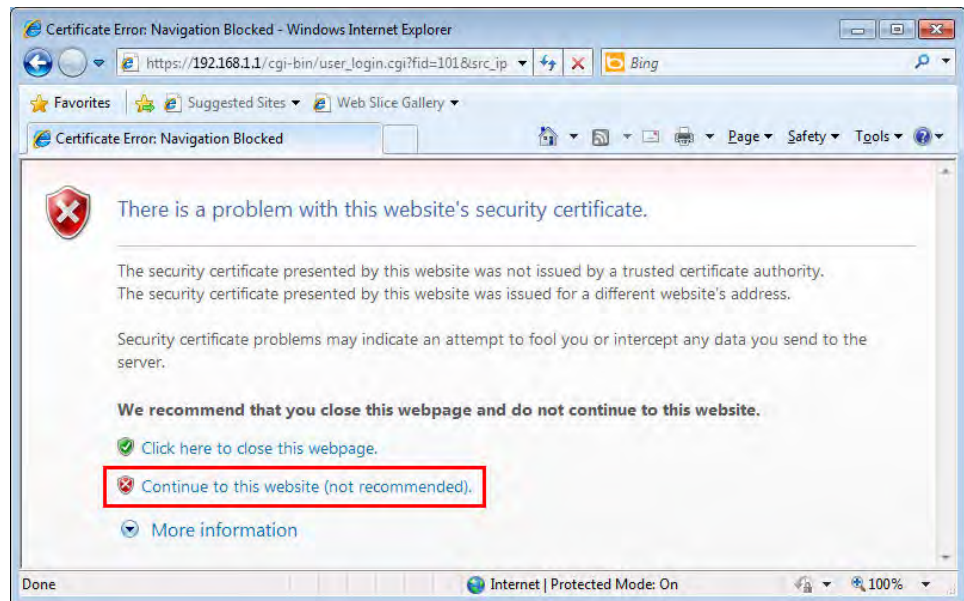 Certificate Error: Navigation Blocked - Windows Internet Explorer
https://192.168.1.1/cgi-bin/user_login.cgi?fid=101&src_ip
Bing
Favorites Suggested Sites Web Slice Gallery
Certificate Error: Navigation Blocked
Page Safety Tools
There is a problem with this website's security certificate.
The security certificate presented by this website was not issued by a trusted certificate authority.
The security certificate presented by this website was issued for a different website's address.
Security certificate problems may indicate an attempt to fool you or intercept any data you send to the
server.
We recommend that you close this webpage and do not continue to this website.
Click here to close this webpage.
Continue to this website (not recommended).
More information
Done Internet | Protected Mode: On 100%